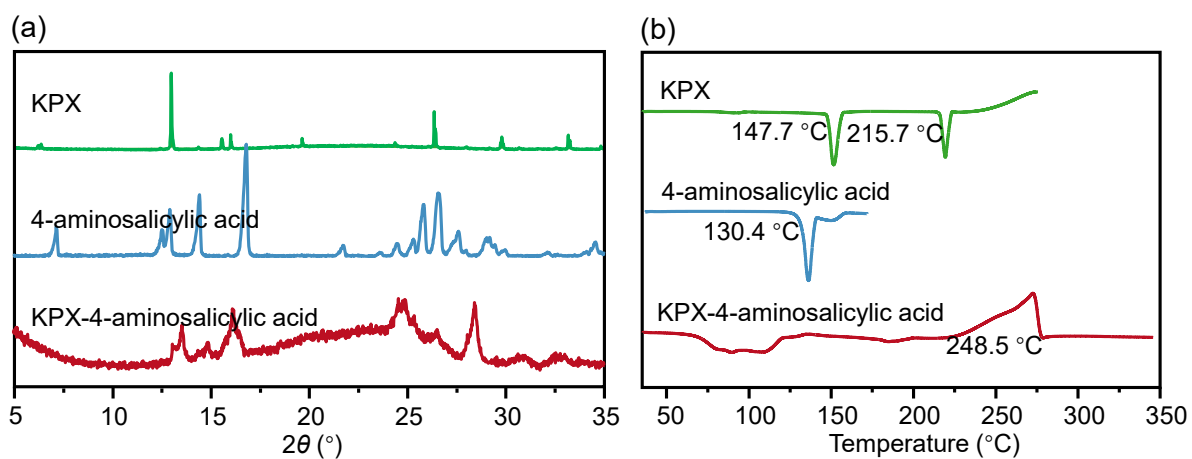 (a)
KPX
4-aminosalicylic acid
KPX-4-aminosalicylic acid
5 10 15 20 25 30 35
2θ (°)
(b)
KPX
147.7 °C 215.7 °C
4-aminosalicylic acid
130.4 °C
KPX-4-aminosalicylic acid
248.5 °C
50 100 150 200 250 300 350
Temperature (°C)